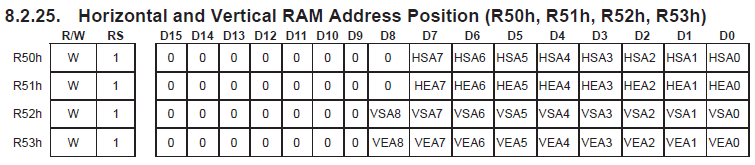 8.2.25. Horizontal and Vertical RAM Address Position (R50h, R51h, R52h, R53h)
R/W RS D15 D14 D13 D12 D11 D10 D9 D8 D7 D6 D5 D4 D3 D2 D1 D0
R50h W 1 0 0 0 0 0 0 0 0 HSA7 HSA6 HSA5 HSA4 HSA3 HSA2 HSA1 HSA0
R51h W 1 0 0 0 0 0 0 0 0 HEA7 HEA6 HEA5 HEA4 HEA3 HEA2 HEA1 HEA0
R52h W 1 0 0 0 0 0 0 0 VSA8 VSA7 VSA6 VSA5 VSA4 VSA3 VSA2 VSA1 VSA0
R53h W 1 0 0 0 0 0 0 0 VEA8 VEA7 VEA6 VEA5 VEA4 VEA3 VEA2 VEA1 VEA0